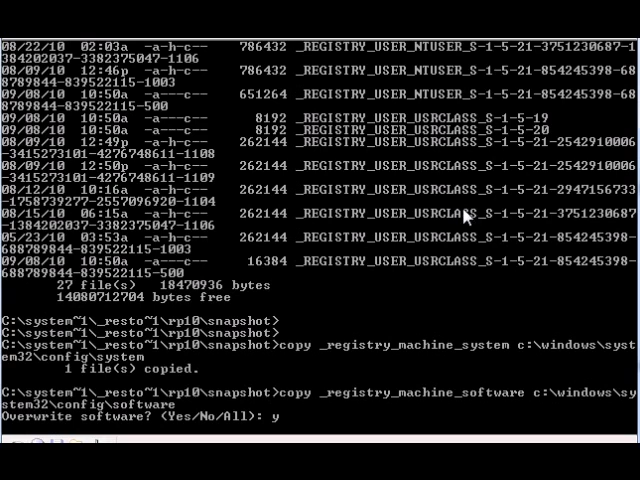 08/22/10  02:03a  -a-h-c--    786432 _REGISTRY_USER_NTUSER_S-1-5-21-3751230687-1
384202037-3382375047-1106
08/09/10  12:46p  -a-h-c--    786432 _REGISTRY_USER_NTUSER_S-1-5-21-854245398-68
8789844-839522115-1003
09/08/10  10:50a  -a---c--    651264 _REGISTRY_USER_NTUSER_S-1-5-21-854245398-68
8789844-839522115-500
09/08/10  10:50a  -a---c--      8192 _REGISTRY_USER_USRCLASS_S-1-5-19
09/08/10  10:50a  -a---c--      8192 _REGISTRY_USER_USRCLASS_S-1-5-20
08/09/10  12:49p  -a-h-c--    262144 _REGISTRY_USER_USRCLASS_S-1-5-21-2542910006
-3415273101-4276748611-1108
08/09/10  12:50p  -a-h-c--    262144 _REGISTRY_USER_USRCLASS_S-1-5-21-2542910006
-3415273101-4276748611-1109
08/12/10  10:16a  -a-h-c--    262144 _REGISTRY_USER_USRCLASS_S-1-5-21-2947156733
-1758739277-2557096920-1104
08/15/10  06:15a  -a-h-c--    262144 _REGISTRY_USER_USRCLASS_S-1-5-21-3751230687
-1384202037-3382375047-1106
05/23/10  03:53a  -a-h-c--    262144 _REGISTRY_USER_USRCLASS_S-1-5-21-854245398-
688789844-839522115-1003
09/08/10  10:50a  -a---c--     16384 _REGISTRY_USER_USRCLASS_S-1-5-21-854245398-
688789844-839522115-500
27 file(s)  18470936 bytes
14080712704 bytes free
C:\system~1\_resto~1\rp10\snapshot>
C:\system~1\_resto~1\rp10\snapshot>
C:\system~1\_resto~1\rp10\snapshot>copy _registry_machine_system c:\windows\syst
em32\config\system
1 file(s) copied.
C:\system~1\_resto~1\rp10\snapshot>copy _registry_machine_software c:\windows\sy
stem32\config\software
Overwrite software? (Yes/No/All): y